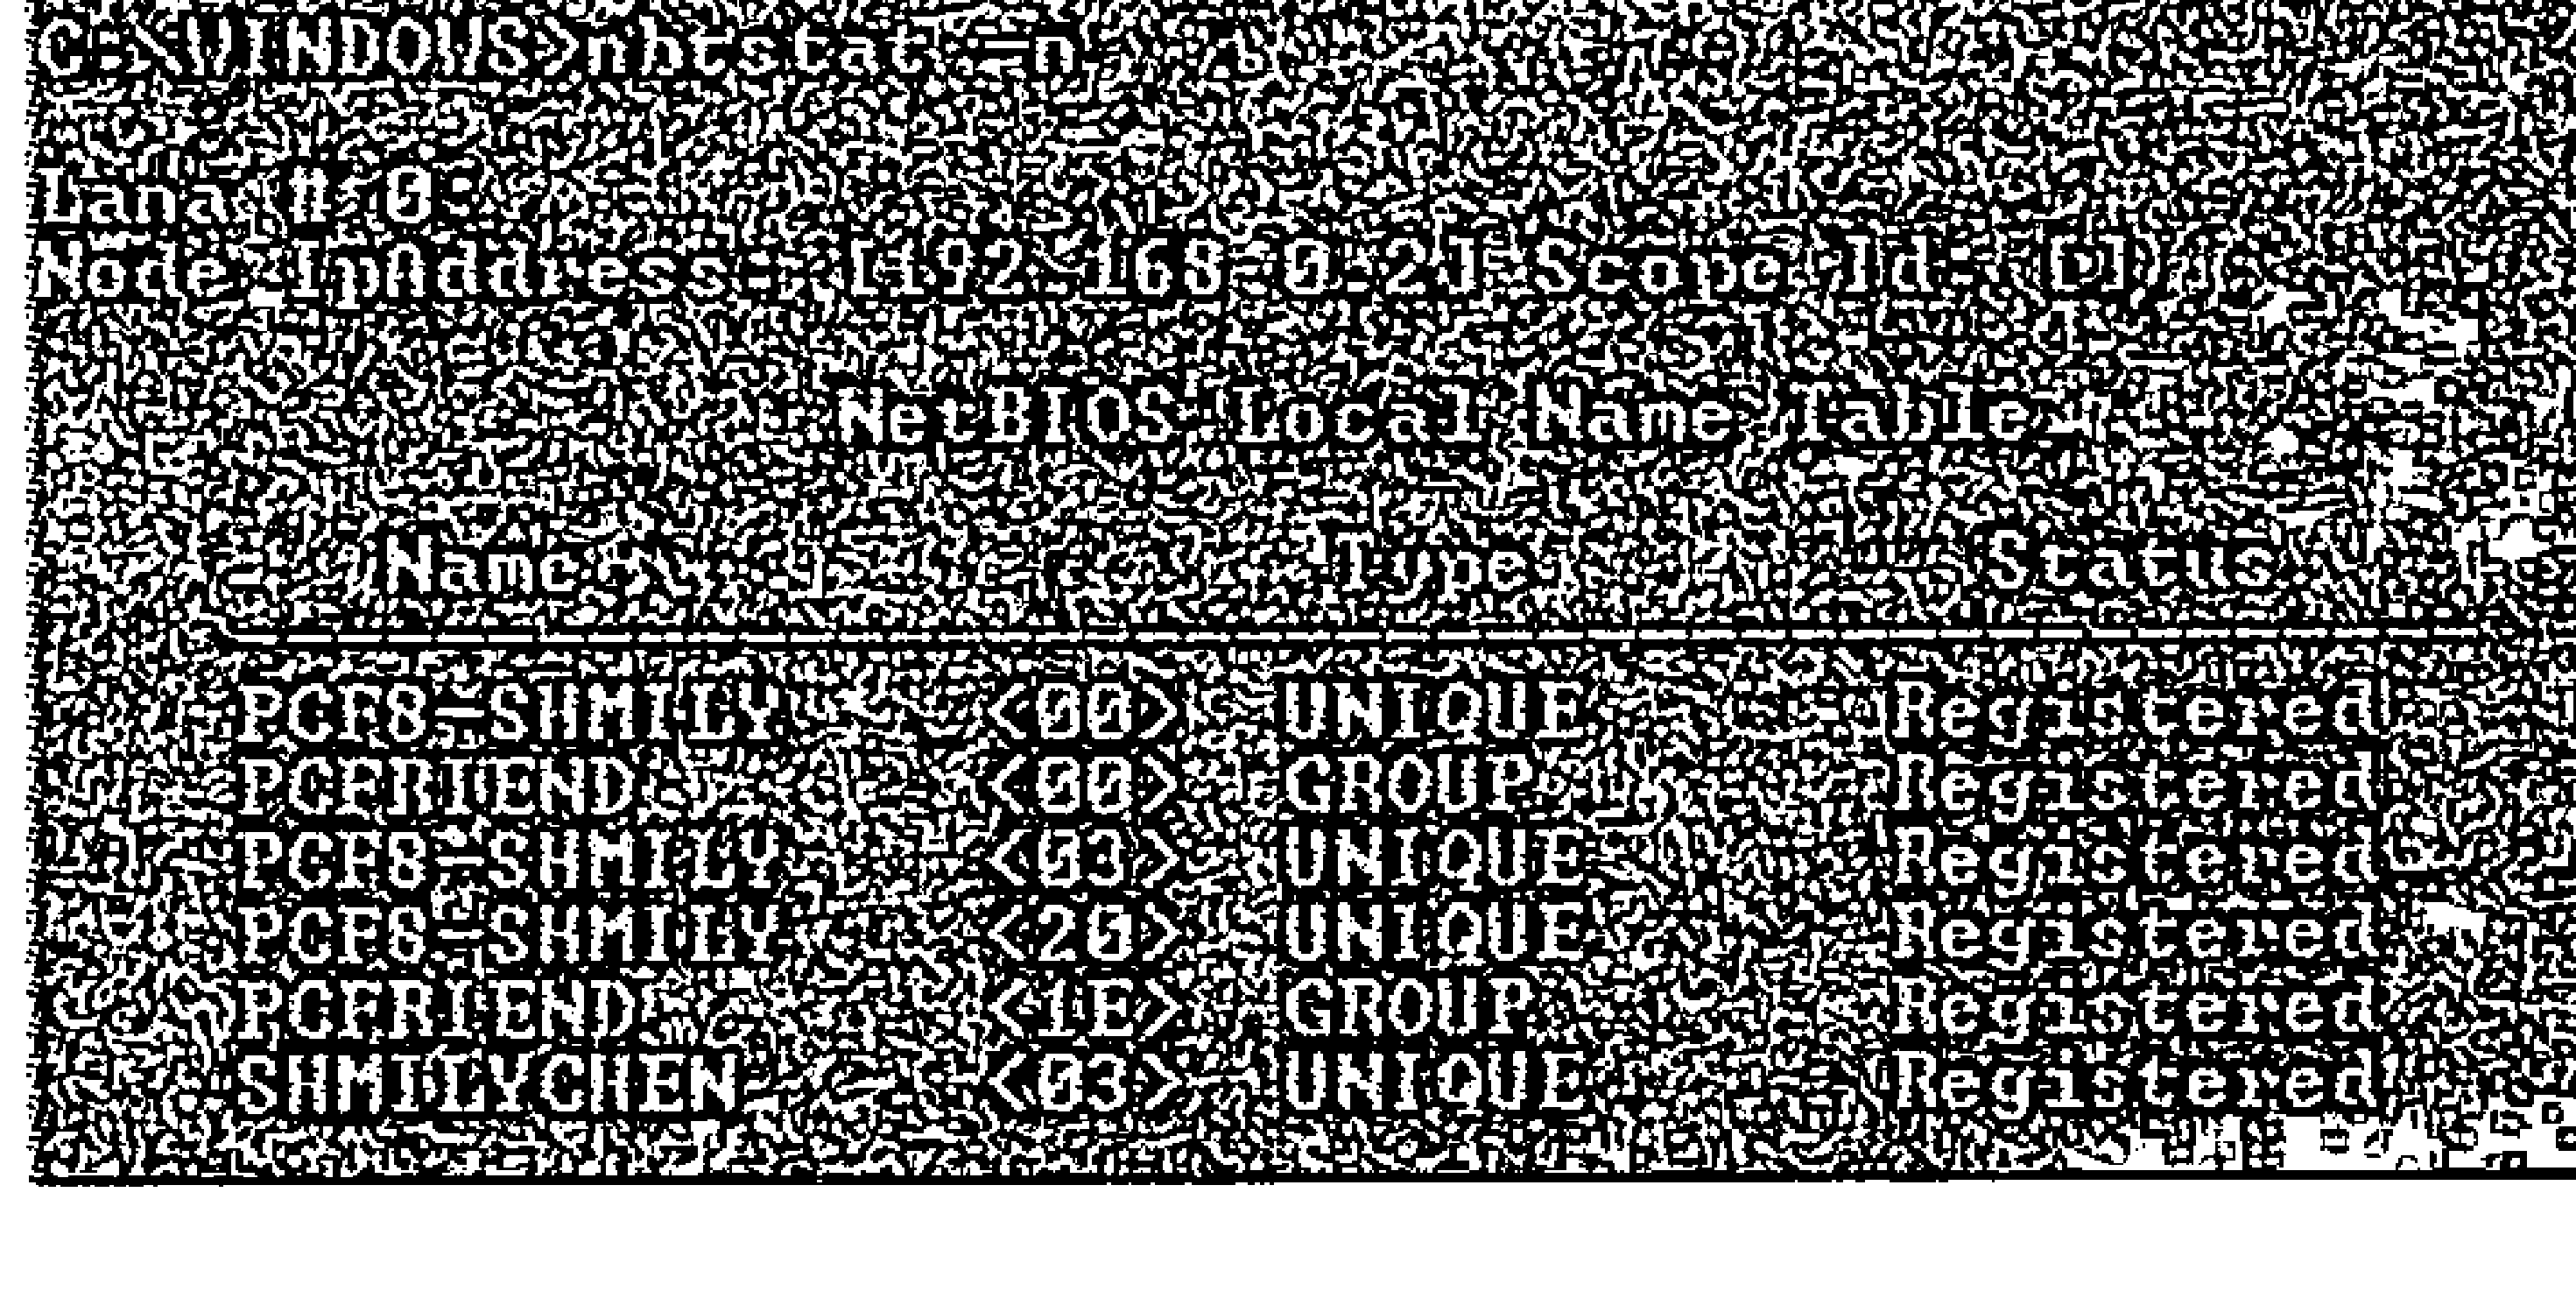 C:\WINDOWS>nbtstat -n
Lana # 0:
Node IpAddress: [192.168.0.2] Scope Id: []
NetBIOS Local Name Table
Name Type Status
---------------------------------------------
PCF8-SHMILY <00> UNIQUE Registered
PCFRIEND <00> GROUP Registered
PCF8-SHMILY <03> UNIQUE Registered
PCF8-SHMILY <20> UNIQUE Registered
PCFRIEND <1E> GROUP Registered
SHMILYCHEN <03> UNIQUE Registered